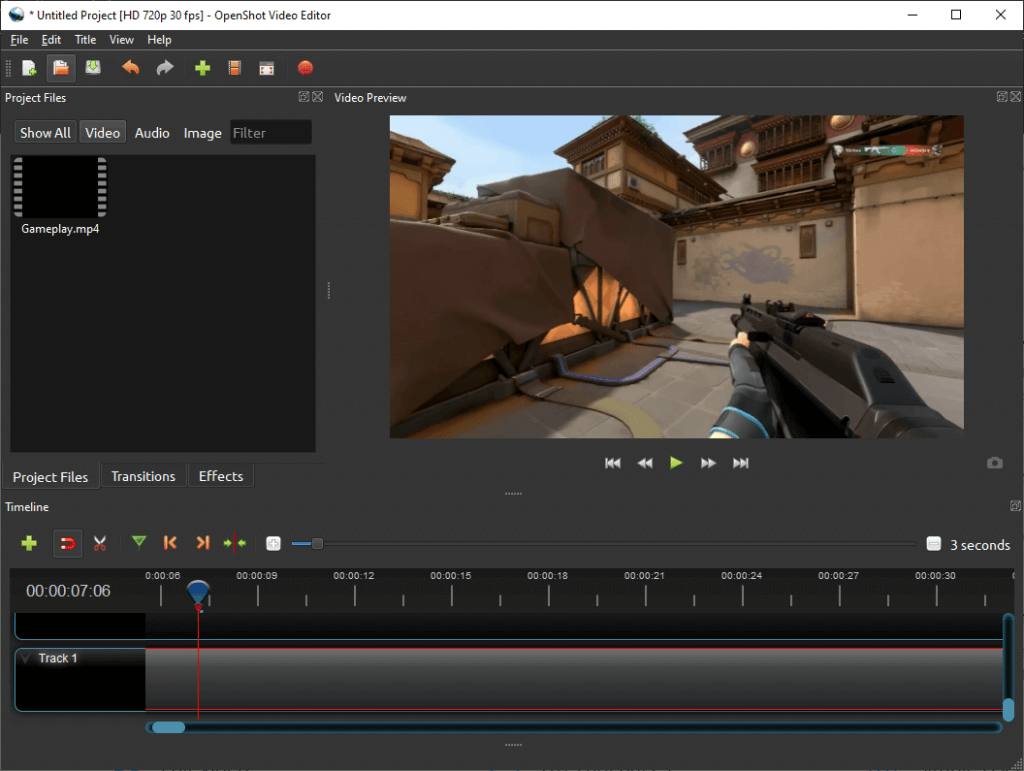 * Untitled Project [HD 720p 30 fps] - OpenShot Video Editor
File Edit Title View Help
Project Files
Video Preview
Show All Video Audio Image Filter
Gameplay.mp4
Project Files Transitions Effects
Timeline
3 seconds
00:00:07:06
0:00:06 00:00:09 00:00:12 00:00:15 00:00:18 00:00:21 00:00:24 00:00:27 00:00:30
Track 1